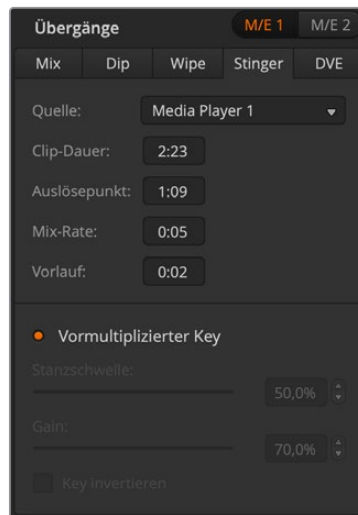 Übergänge M/E 1 M/E 2
Mix Dip Wipe Stinger DVE
Quelle: Media Player 1
Clip-Dauer: 2:23
Auslösepunkt: 1:09
Mix-Rate: 0:05
Vorlauf: 0:02
Vormultiplizierter Key
Stanzschwelle:
50,0%
Gain:
70,0%
Key invertieren